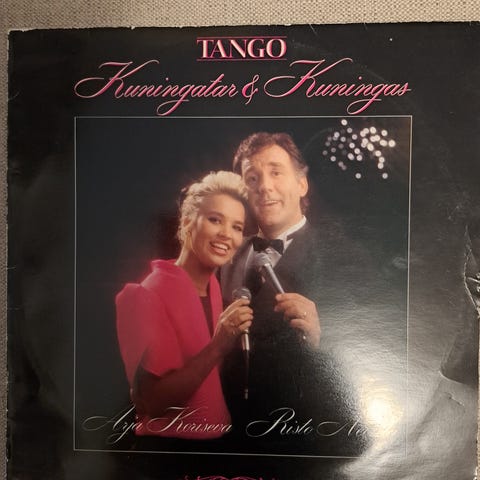 TANGO
Kuningatar & Kuningas
Arja Koriseva Risto